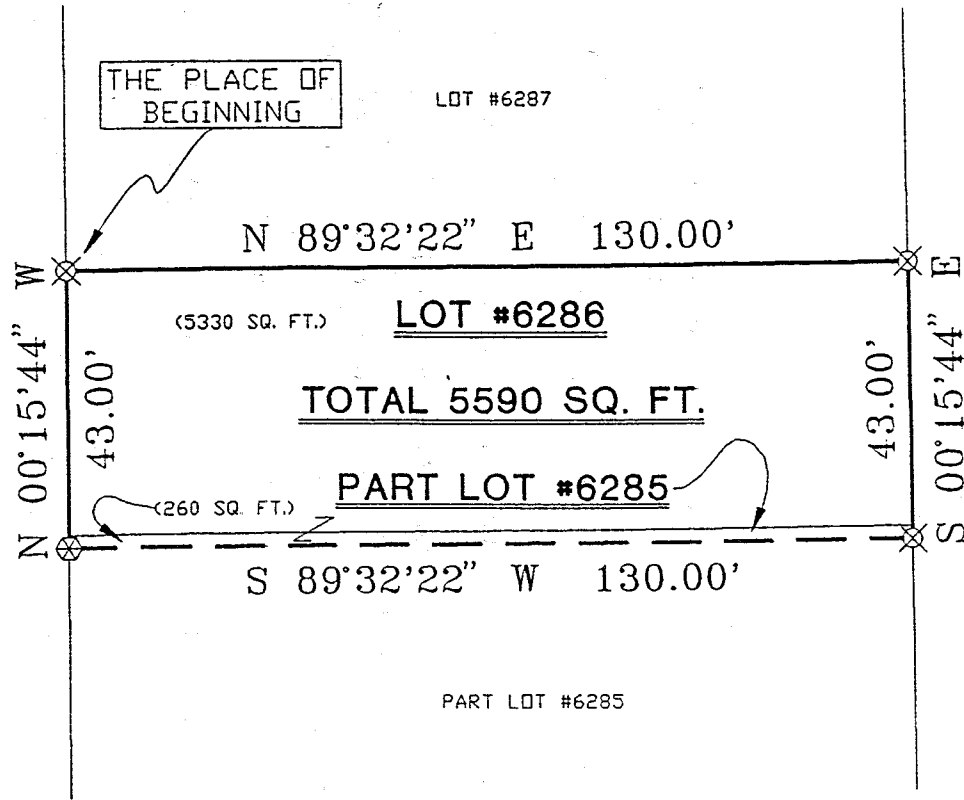 THE PLACE OF
BEGINNING
LOT #6287
N 89°32'22" E 130.00'
N 00°15'44" W
43.00'
(5330 SQ. FT.)
LOT #6286
TOTAL 5590 SQ. FT.
43.00'
S 00°15'44" E
(260 SQ. FT.)
PART LOT #6285
S 89°32'22" W 130.00'
PART LOT #6285